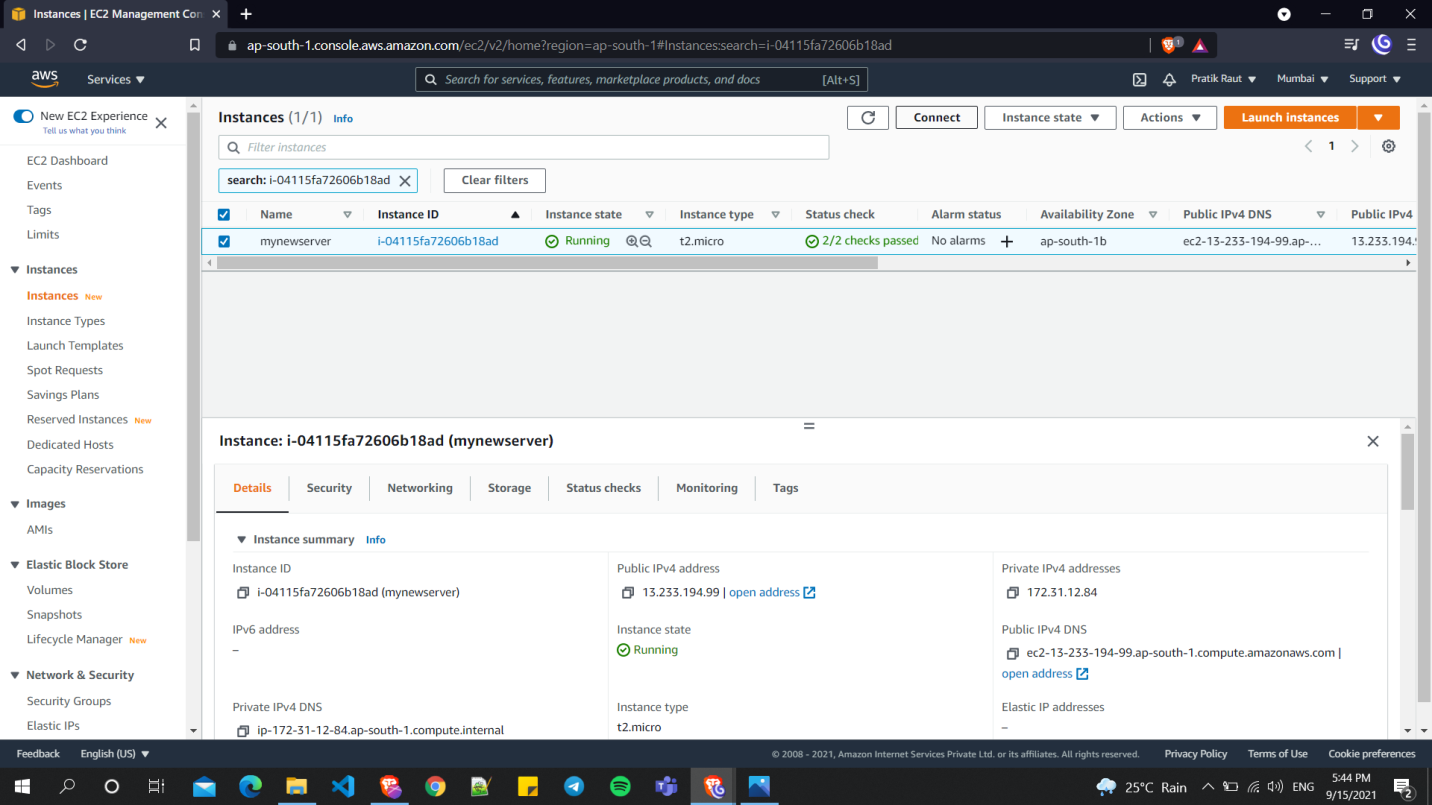 Instances | EC2 Management Con
ap-south-1.console.aws.amazon.com/ec2/v2/home?region=ap-south-1#Instances:search=i-04115fa72606b18ad
1
aws
Services
Search for services, features, marketplace products, and docs [Alt+S]
Pratik Raut
Mumbai
Support
New EC2 Experience
Tell us what you think
EC2 Dashboard
Events
Tags
Limits
Instances
Instances New
Instance Types
Launch Templates
Spot Requests
Savings Plans
Reserved Instances New
Dedicated Hosts
Capacity Reservations
Images
AMIs
Elastic Block Store
Volumes
Snapshots
Lifecycle Manager New
Network & Security
Security Groups
Elastic IPs
Instances (1/1) Info
Connect
Instance state
Actions
Launch instances
Filter instances
1
search: i-04115fa72606b18ad
Clear filters
Name Instance ID Instance state Instance type Status check Alarm status Availability Zone Public IPv4 DNS Public IPv4
mynewserver i-04115fa72606b18ad Running t2.micro 2/2 checks passed No alarms ap-south-1b ec2-13-233-194-99.ap-... 13.233.194.
Instance: i-04115fa72606b18ad (mynewserver)
Details Security Networking Storage Status checks Monitoring Tags
Instance summary Info
Instance ID
i-04115fa72606b18ad (mynewserver)
Public IPv4 address
13.233.194.99 | open address
Private IPv4 addresses
172.31.12.84
IPv6 address
–
Instance state
Running
Public IPv4 DNS
ec2-13-233-194-99.ap-south-1.compute.amazonaws.com |
open address
Private IPv4 DNS
ip-172-31-12-84.ap-south-1.compute.internal
Instance type
t2.micro
Elastic IP addresses
–
Feedback English (US) © 2008 - 2021, Amazon Internet Services Private Ltd. or its affiliates. All rights reserved. Privacy Policy Terms of Use Cookie preferences
25°C Rain
ENG
5:44 PM
9/15/2021
2